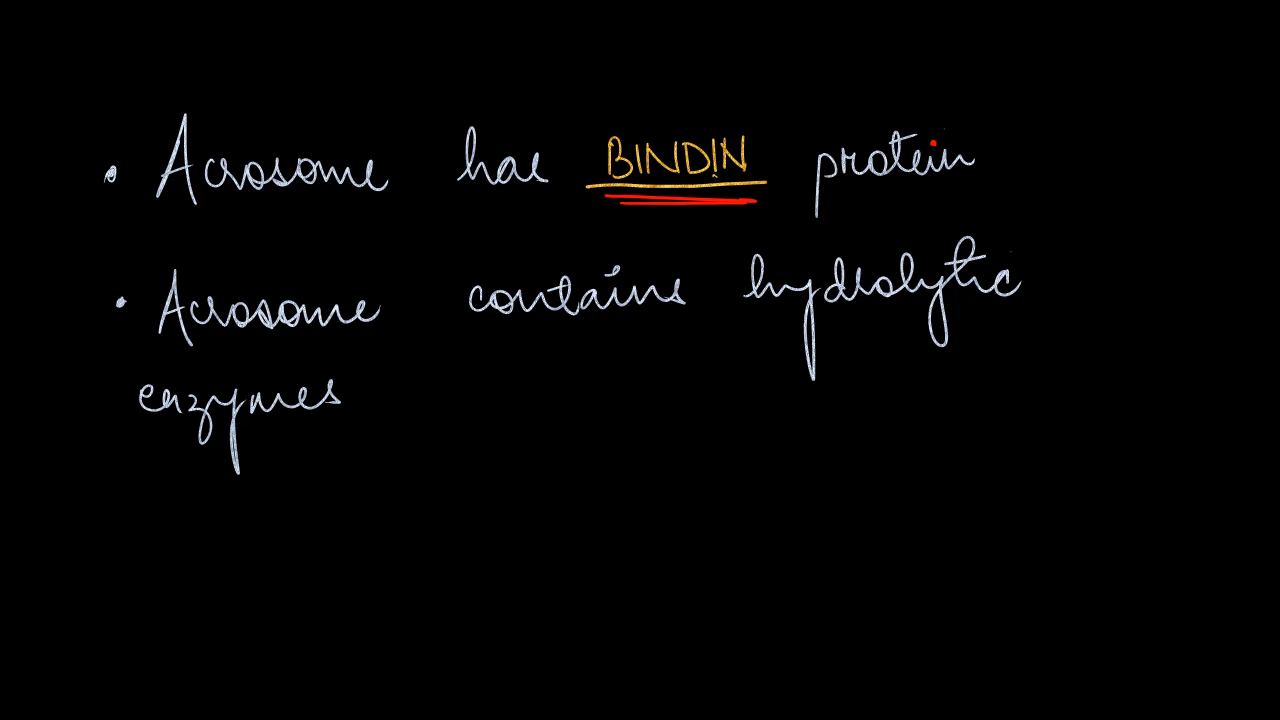 • Acrosome has BINDIN protein
• Acrosome contains hydrolytic
enzymes